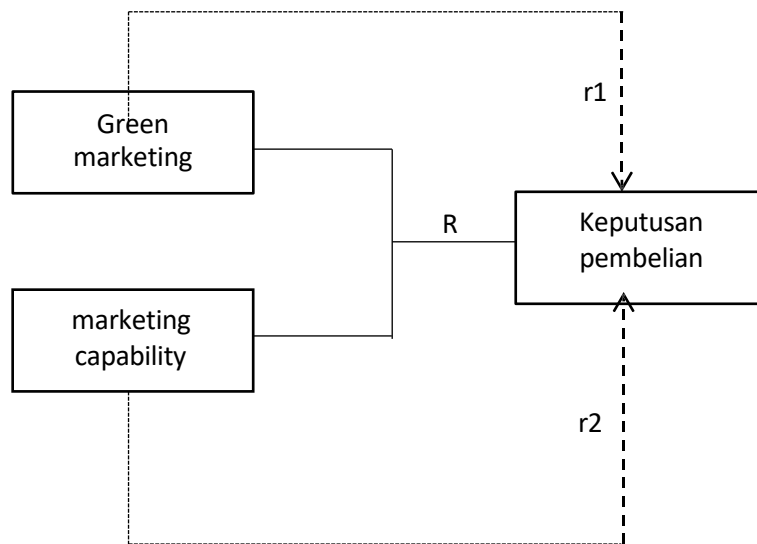 r1
Green
marketing
R
Keputusan
pembelian
marketing
capability
r2